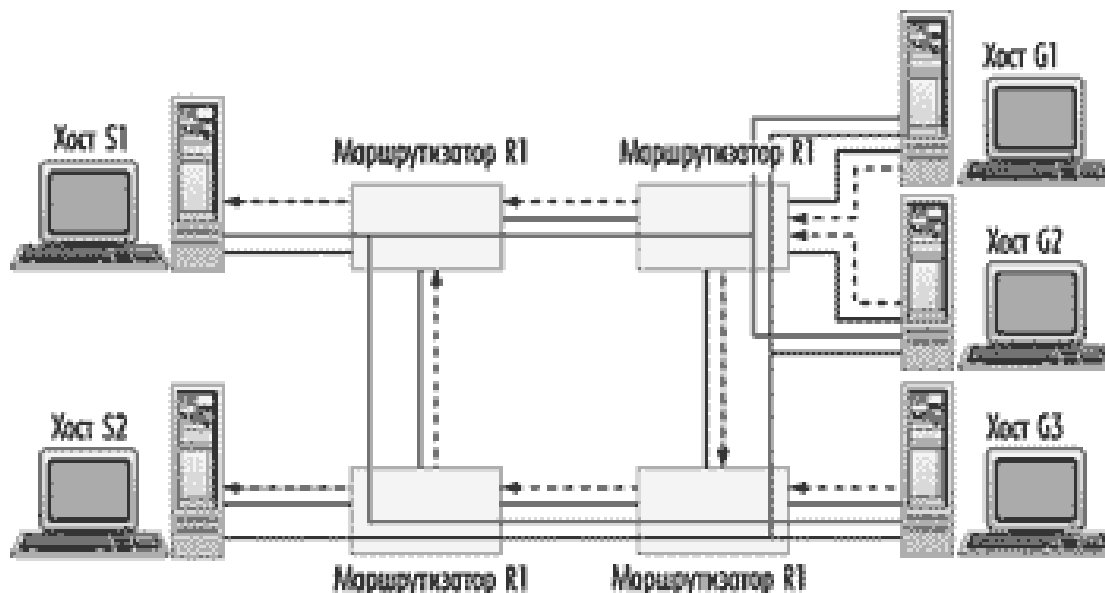 Хост G1
Хост S1
Маршрутизатор R1
Маршрутизатор R1
Хост G2
Хост S2
Хост G3
Маршрутизатор R1
Маршрутизатор R1